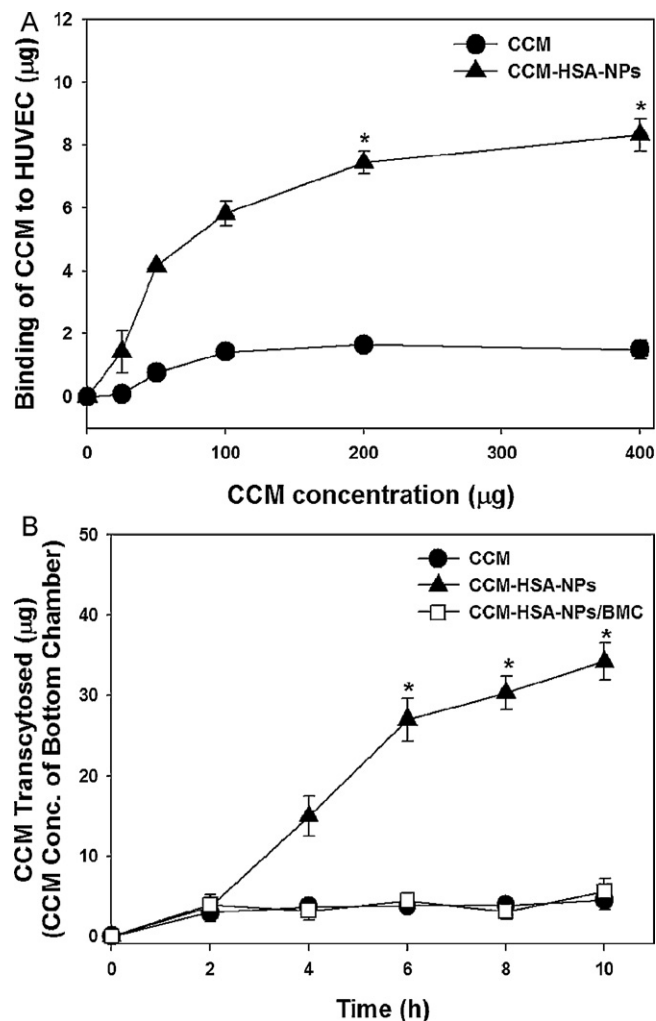 A
12
10
8
6
4
2
0
Binding of CCM to HUVEC (µg)
CCM
CCM-HSA-NPs
*
*
0
100
200
300
400
CCM concentration (µg)
B
50
40
30
20
10
0
CCM Transcytosed (µg)
(CCM Conc. of Bottom Chamber)
CCM
CCM-HSA-NPs
CCM-HSA-NPs/BMC
*
*
*
0
2
4
6
8
10
Time (h)